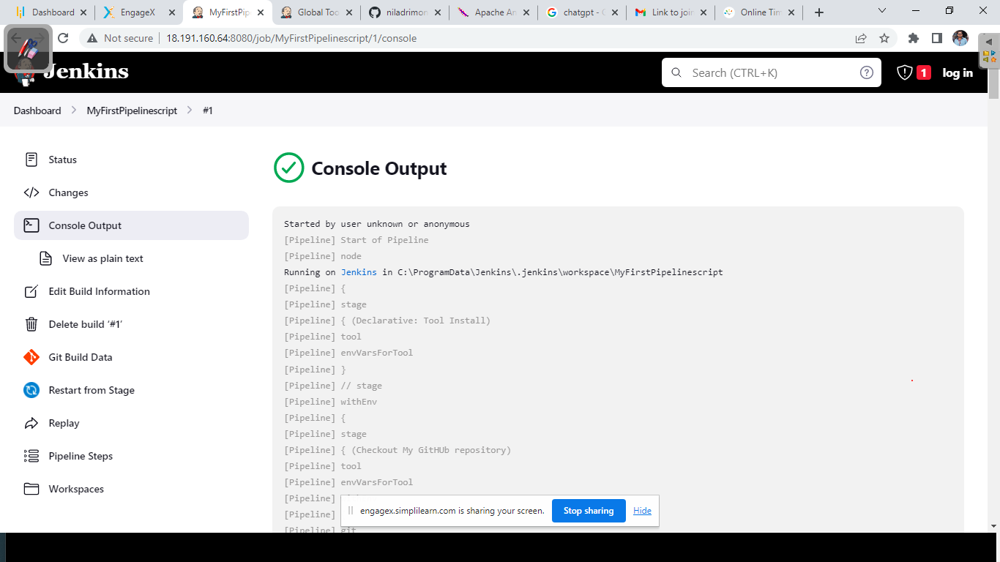 Dashboard
EngageX
MyFirstPip
Global Too
niladrimon
Apache An
chatgpt - G
Link to join
Online Tim
Not secure
18.191.160.64:8080/job/MyFirstPipelinescript/1/console
Jenkins
Search (CTRL+K)
1
log in
Dashboard
MyFirstPipelinescript
#1
Status
Changes
Console Output
View as plain text
Edit Build Information
Delete build ‘#1’
Git Build Data
Restart from Stage
Replay
Pipeline Steps
Workspaces
Console Output
Started by user unknown or anonymous
[Pipeline] Start of Pipeline
[Pipeline] node
Running on Jenkins in C:\ProgramData\Jenkins\.jenkins\workspace\MyFirstPipelinescript
[Pipeline] {
[Pipeline] stage
[Pipeline] { (Declarative: Tool Install)
[Pipeline] tool
[Pipeline] envVarsForTool
[Pipeline] }
[Pipeline] // stage
[Pipeline] withEnv
[Pipeline] {
[Pipeline] stage
[Pipeline] { (Checkout My GitHUb repository)
[Pipeline] tool
[Pipeline] envVarsForTool
[Pipeline]
[Pipeline]
[Pipeline] git
engagex.simplilearn.com is sharing your screen.
Stop sharing
Hide